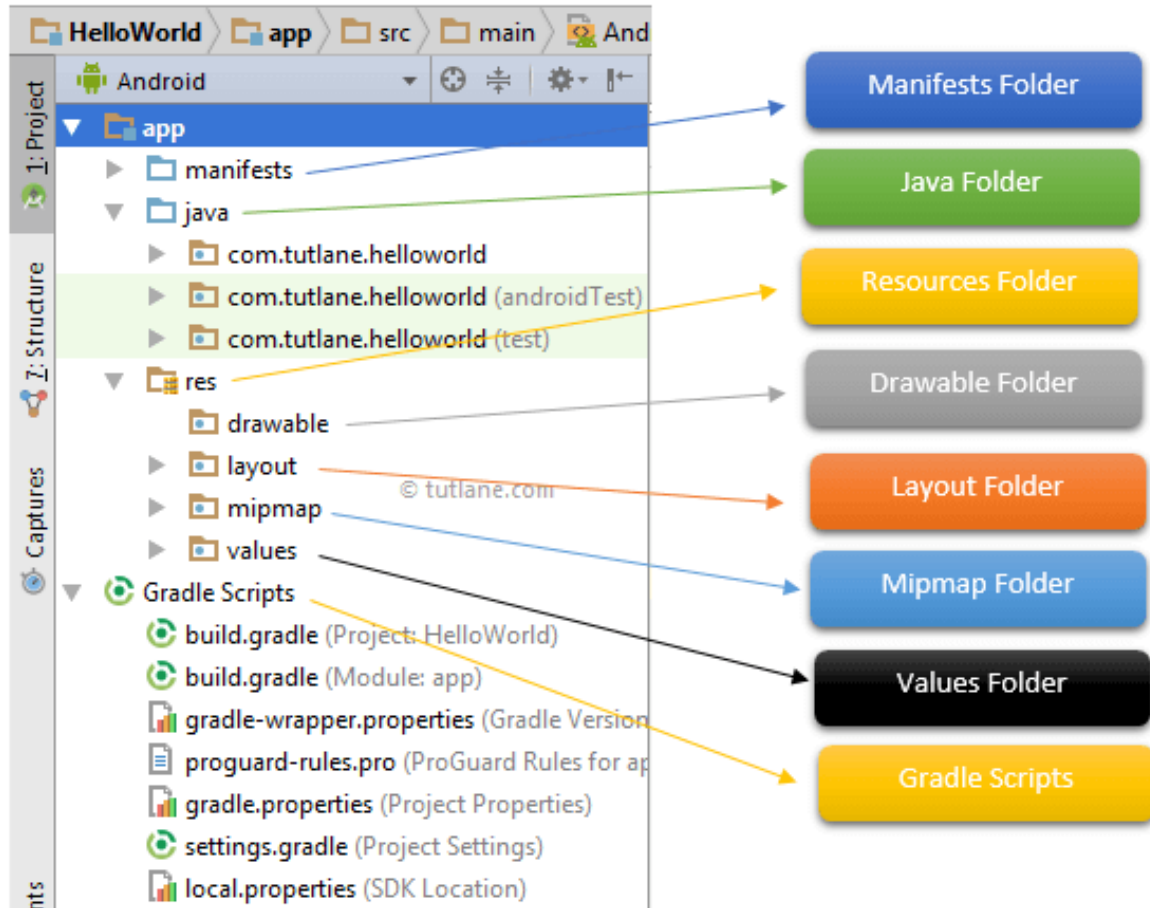 HelloWorld app src main And
Android
1: Project
7: Structure
Captures
nts
app
manifests
java
com.tutlane.helloworld
com.tutlane.helloworld (androidTest)
com.tutlane.helloworld (test)
res
drawable
layout
© tutlane.com
mipmap
values
Gradle Scripts
build.gradle (Project: HelloWorld)
build.gradle (Module: app)
gradle-wrapper.properties (Gradle Version
proguard-rules.pro (ProGuard Rules for ap
gradle.properties (Project Properties)
settings.gradle (Project Settings)
local.properties (SDK Location)
Manifests Folder
Java Folder
Resources Folder
Drawable Folder
Layout Folder
Mipmap Folder
Values Folder
Gradle Scripts